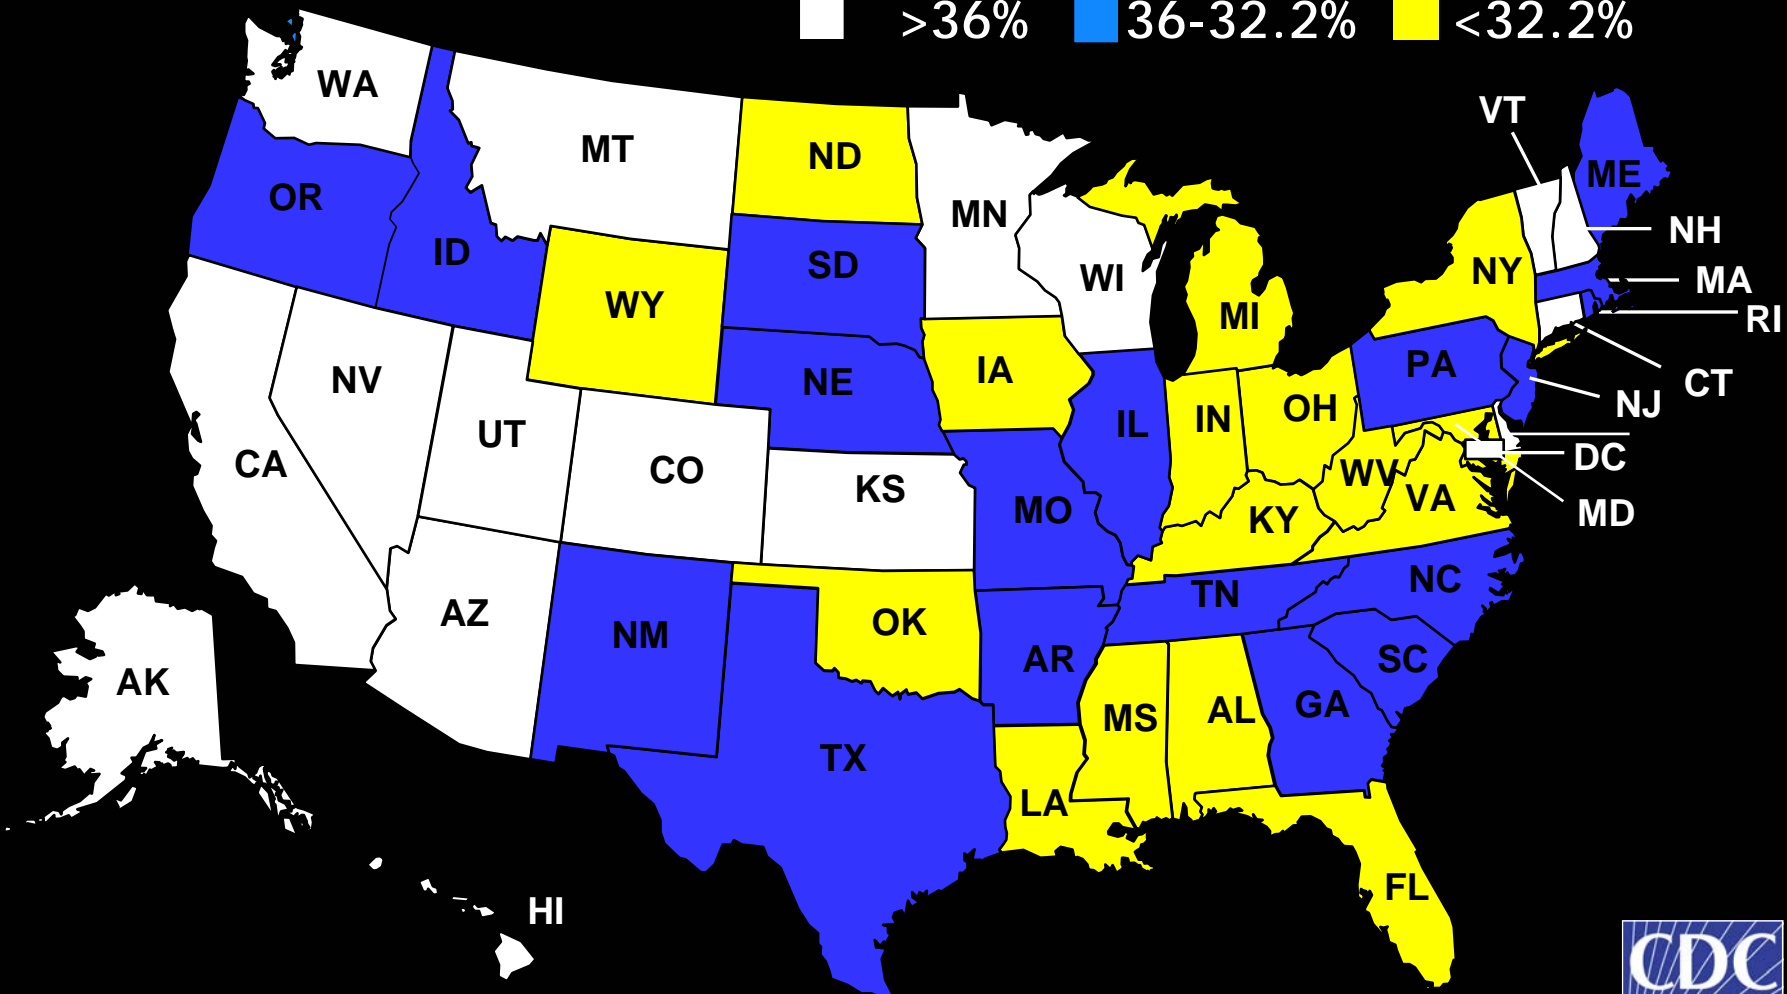 >36% 36-32.2% <32.2%
WA
VT
MT
ND
ME
OR
MN
NH
ID
SD
WI
NY
MA
WY
MI
RI
NV
NE
IA
PA
CT
UT
IL
IN
OH
NJ
CA
CO
KS
WV
DC
MO
VA
MD
KY
AZ
NM
OK
TN
NC
AK
AR
SC
MS
AL
GA
TX
LA
FL
HI
CDC